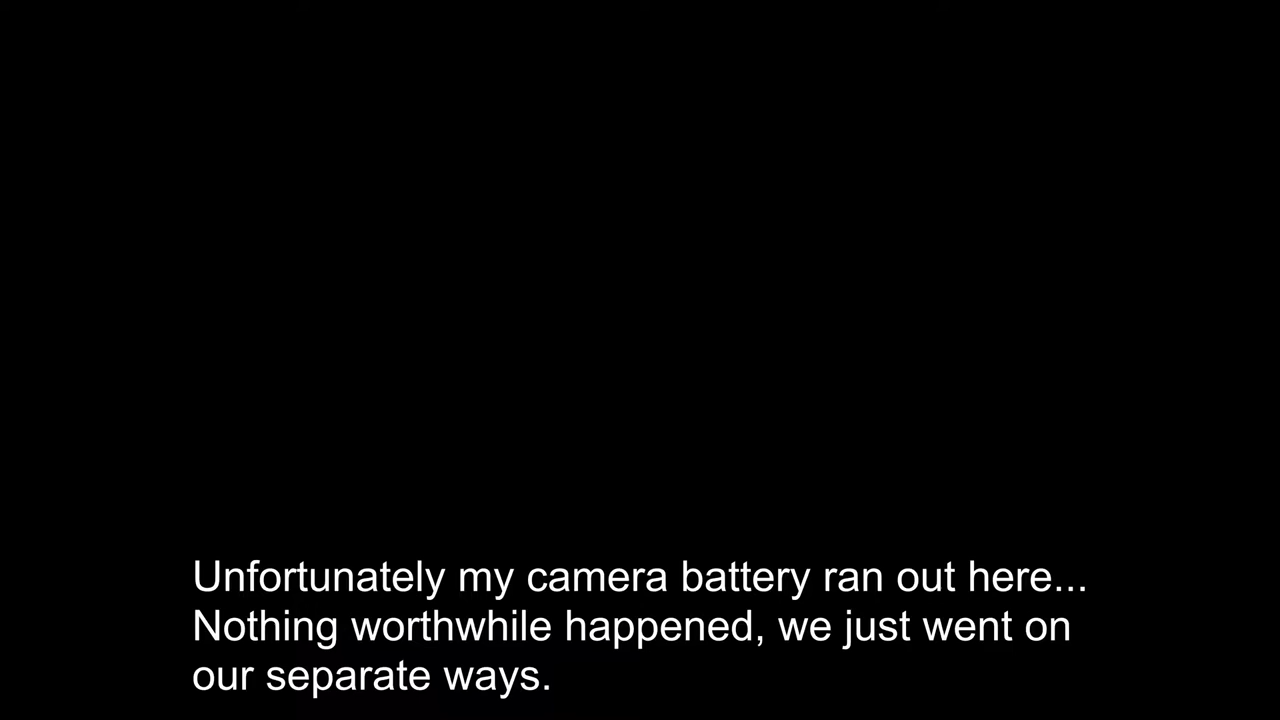 Unfortunately my camera battery ran out here...
Nothing worthwhile happened, we just went on
our separate ways.